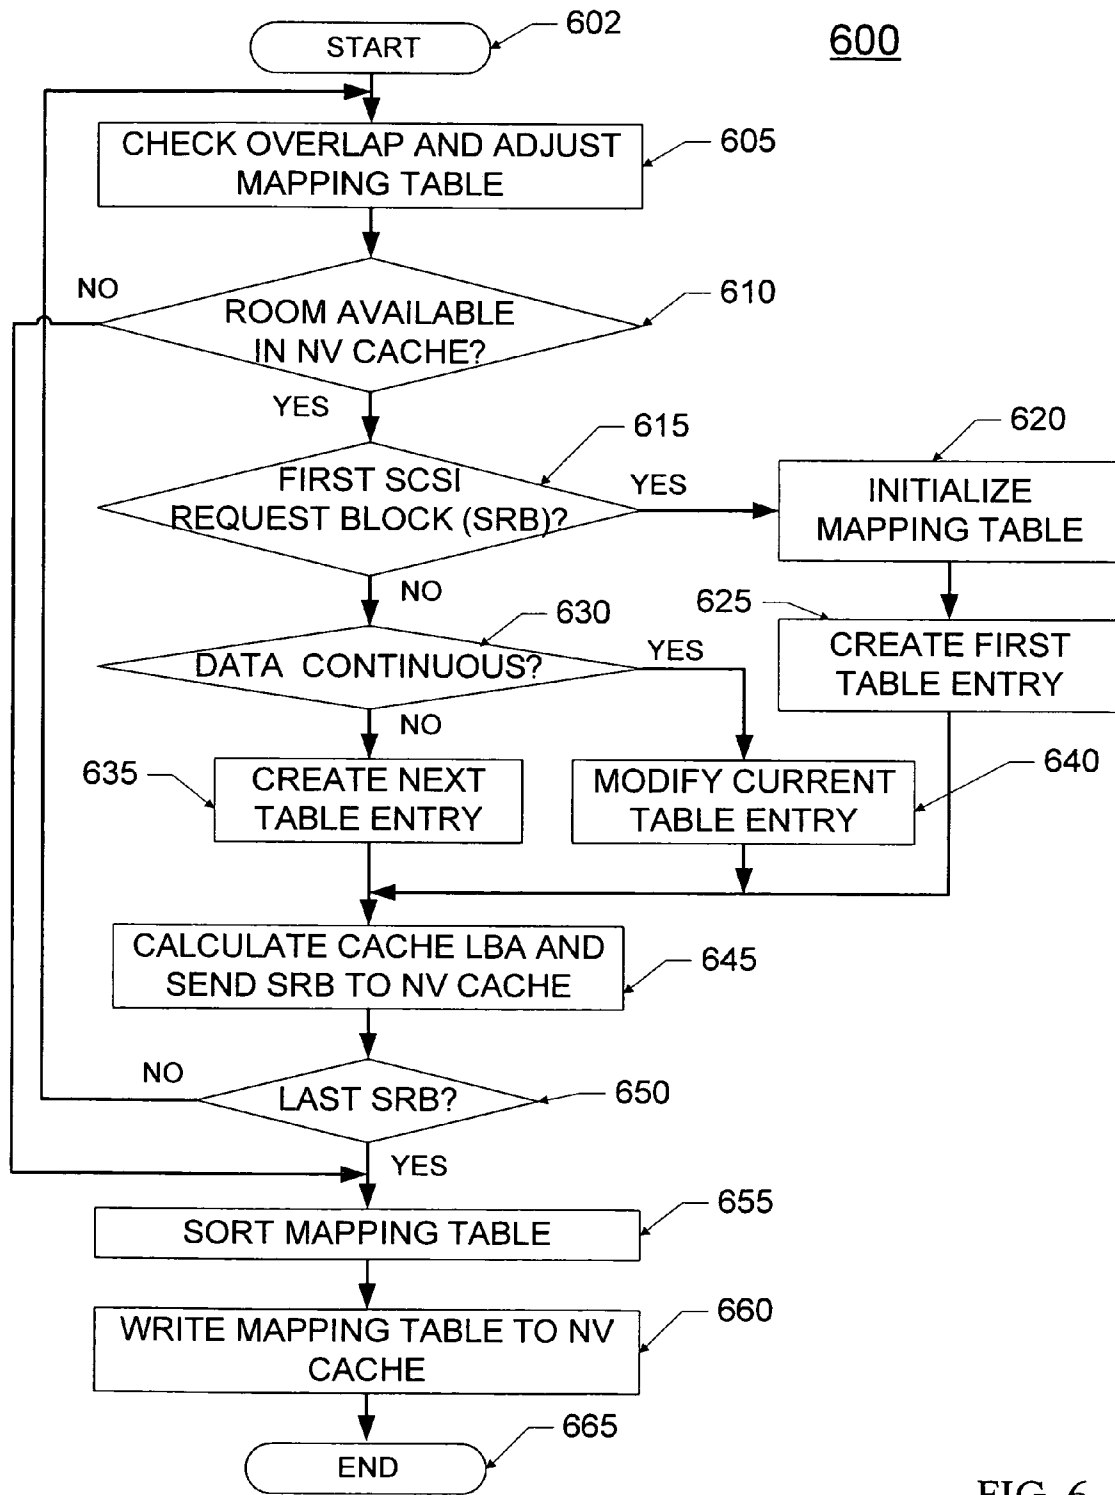 600
START
602
CHECK OVERLAP AND ADJUST
MAPPING TABLE
605
NO
ROOM AVAILABLE
IN NV CACHE?
610
YES
FIRST SCSI
REQUEST BLOCK (SRB)?
615
YES
INITIALIZE
MAPPING TABLE
620
NO
CREATE FIRST
TABLE ENTRY
625
DATA CONTINUOUS?
630
YES
NO
635
CREATE NEXT
TABLE ENTRY
MODIFY CURRENT
TABLE ENTRY
640
CALCULATE CACHE LBA AND
SEND SRB TO NV CACHE
645
NO
LAST SRB?
650
YES
SORT MAPPING TABLE
655
WRITE MAPPING TABLE TO NV
CACHE
660
END
665
FIG. 6